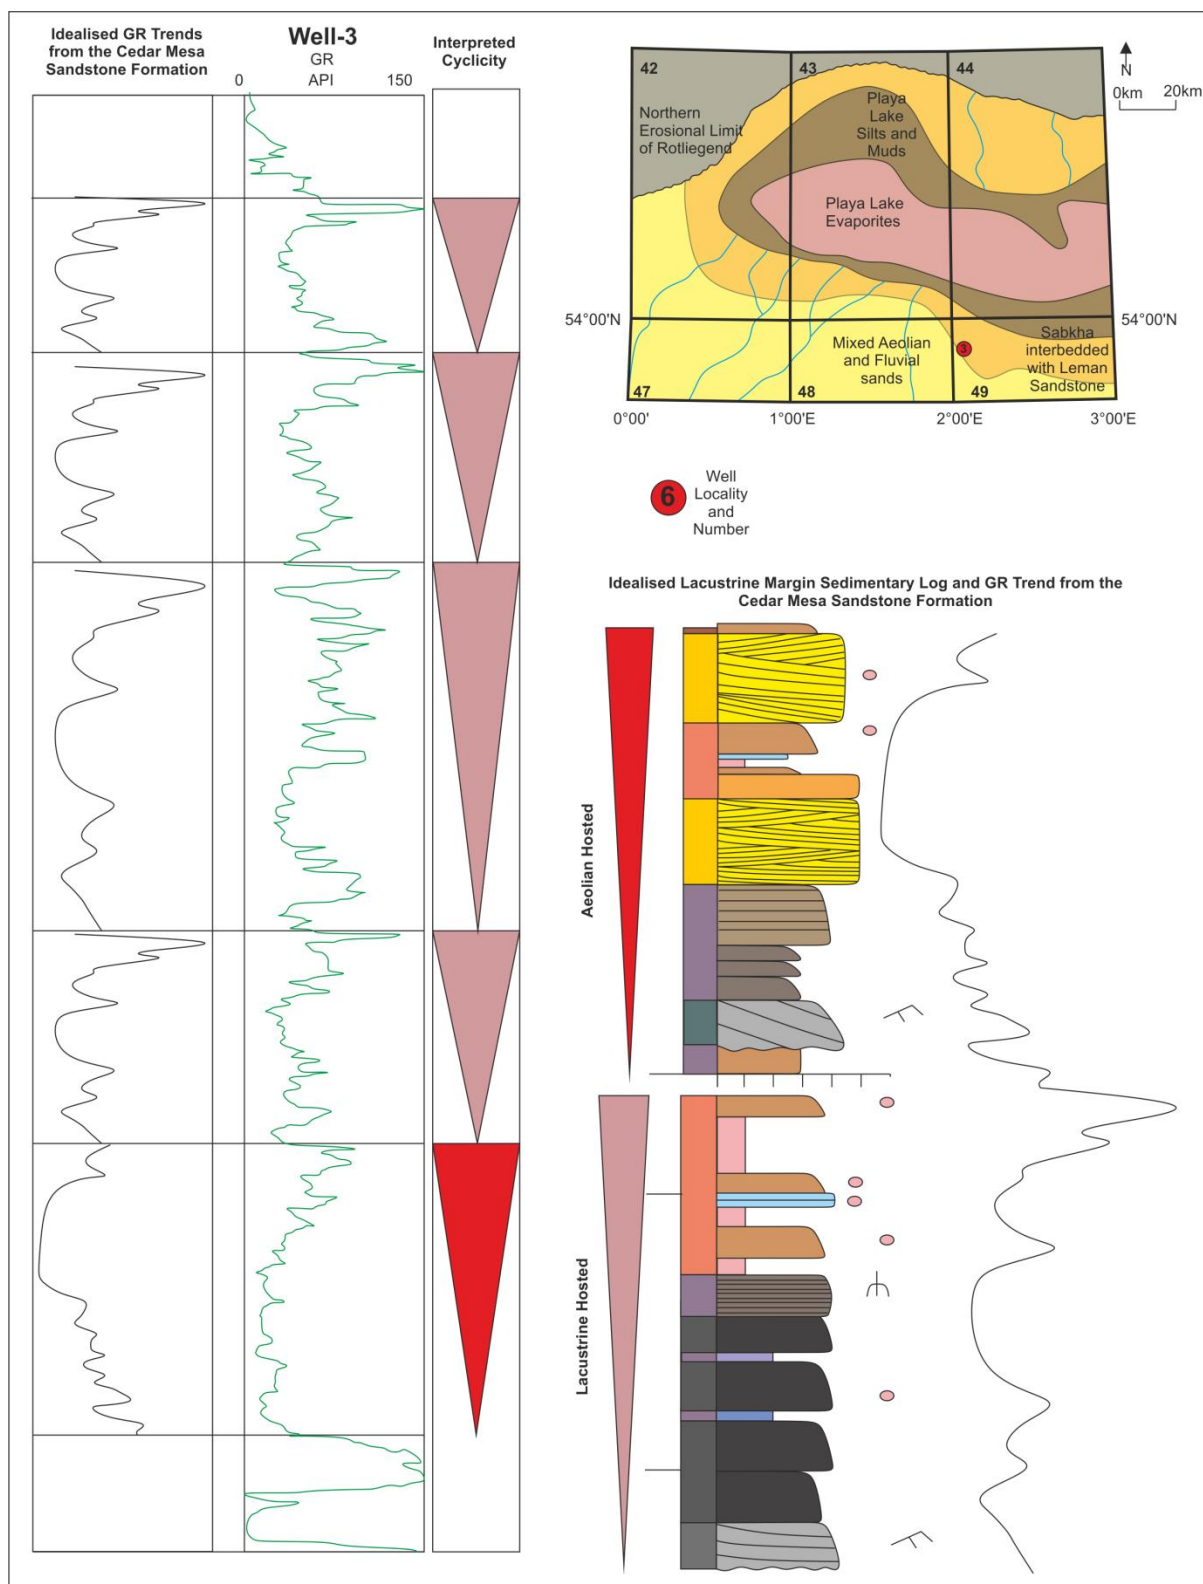 Idealised GR Trends
from the Cedar Mesa
Sandstone Formation
Well-3
GR
API
0
150
Interpreted
Cyclicity
42
43
44
N
0km
20km
Northern
Erosional Limit
of Rotliegend
Playa
Lake
Silts and
Muds
Playa Lake
Evaporites
54°00'N
54°00'N
Mixed Aeolian
and Fluvial
sands
3
Sabkha
interbedded
with Leman
Sandstone
47
48
49
0°00'
1°00'E
2°00'E
3°00'E
6
Well
Locality
and
Number
Idealised Lacustrine Margin Sedimentary Log and GR Trend from the
Cedar Mesa Sandstone Formation
Aeolian Hosted
Lacustrine Hosted